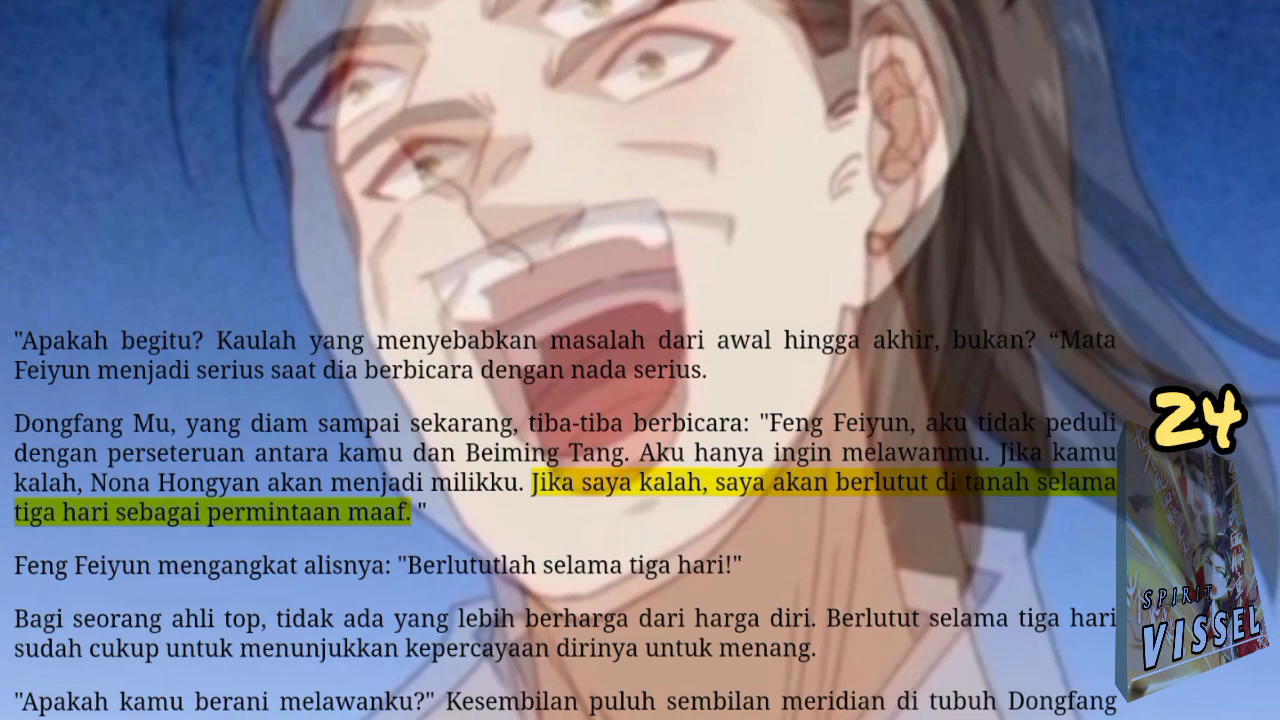 "Apakah begitu? Kaulah yang menyebabkan masalah dari awal hingga akhir, bukan? “Mata
Feiyun menjadi serius saat dia berbicara dengan nada serius.
Dongfang Mu, yang diam sampai sekarang, tiba-tiba berbicara: "Feng Feiyun, aku tidak peduli
dengan perseteruan antara kamu dan Beiming Tang. Aku hanya ingin melawanmu. Jika kamu
kalah, Nona Hongyan akan menjadi milikku. Jika saya kalah, saya akan berlutut di tanah selama
tiga hari sebagai permintaan maaf. "
Feng Feiyun mengangkat alisnya: "Berlututlah selama tiga hari!"
Bagi seorang ahli top, tidak ada yang lebih berharga dari harga diri. Berlutut selama tiga hari
sudah cukup untuk menunjukkan kepercayaan dirinya untuk menang.
"Apakah kamu berani melawanku?" Kesembilan puluh sembilan meridian di tubuh Dongfang
24
SPIRIT
VISSEL